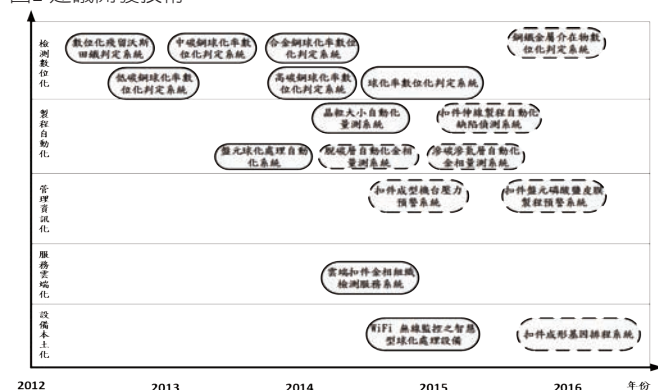 檢測數位化
數位化殘留沃斯
田鐵判定系統
中碳鋼球化率數
位化判定系統
合金鋼球化率數位
化判定系統
鋼鐵金屬介在物數
位化判定系統
低碳鋼球化率數
位化判定系統
高碳鋼球化率數
位化判定系統
球化率數位化判定系統
製程自動化
晶粒大小自動化
量測系統
扣件伸線製程自動化
缺陷偵測系統
盤元球化處理自動
化系統
脫碳層自動化金相
量測系統
滲碳滲氮層自動化
金相量測系統
管理資訊化
扣件成型機台壓力
預警系統
扣件盤元磷酸鹽皮膜
製程預警系統
服務雲端化
雲端扣件金相組織
檢測服務系統
設備本土化
WiFi 無線監控之智慧
型球化處理設備
扣件成形基因排程系統
2012 2013 2014 2015 2016 年份